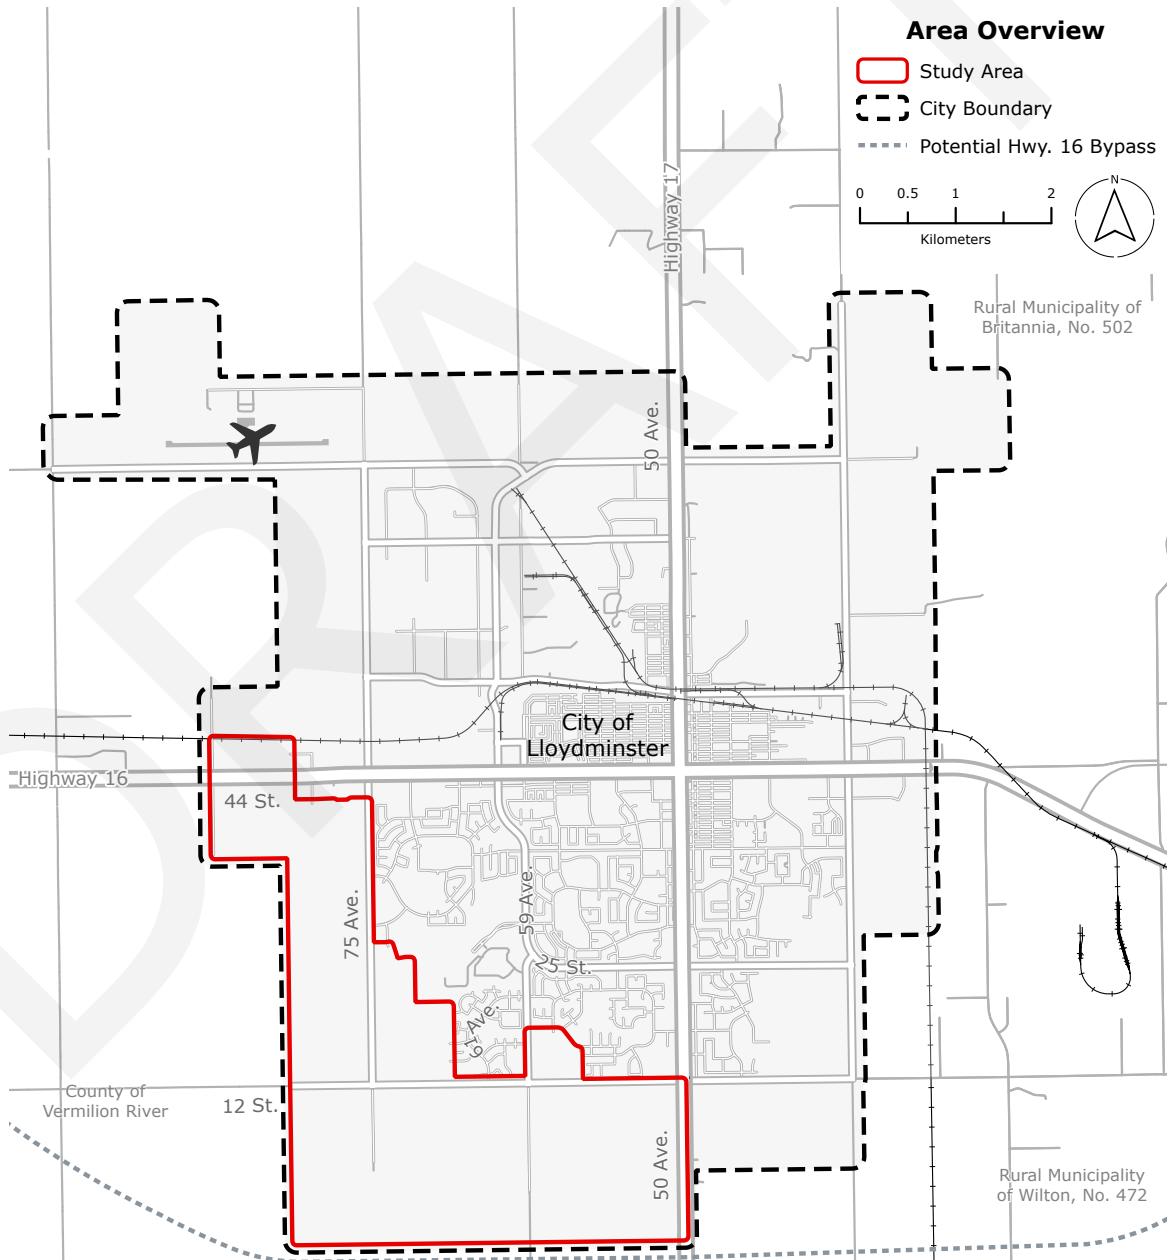 Area Overview
Study Area
City Boundary
Potential Hwy. 16 Bypass
0 0.5 1 2
Kilometers
N
Highway 17
Rural Municipality of
Britannia, No. 502
50 Ave.
City of
Lloydminster
Highway 16
44 St.
75 Ave.
59 Ave.
25 St.
61 Ave.
County of
Vermilion River
12 St.
50 Ave.
Rural Municipality
of Wilton, No. 472
DRAFT